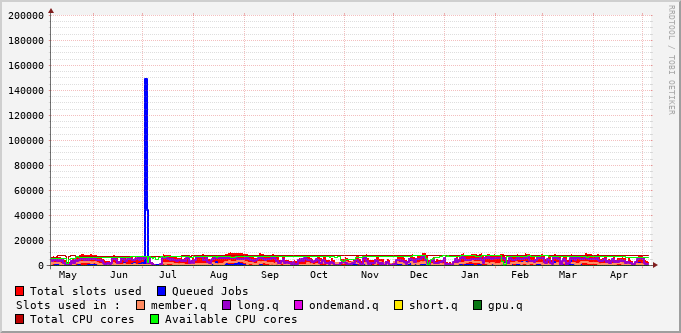 RRDTOOL / TOBI OETIKER
200000
180000
160000
140000
120000
100000
80000
60000
40000
20000
0
May Jun Jul Aug Sep Oct Nov Dec Jan Feb Mar Apr
Total slots used Queued Jobs
Slots used in : member.q long.q ondemand.q short.q gpu.q
Total CPU cores Available CPU cores